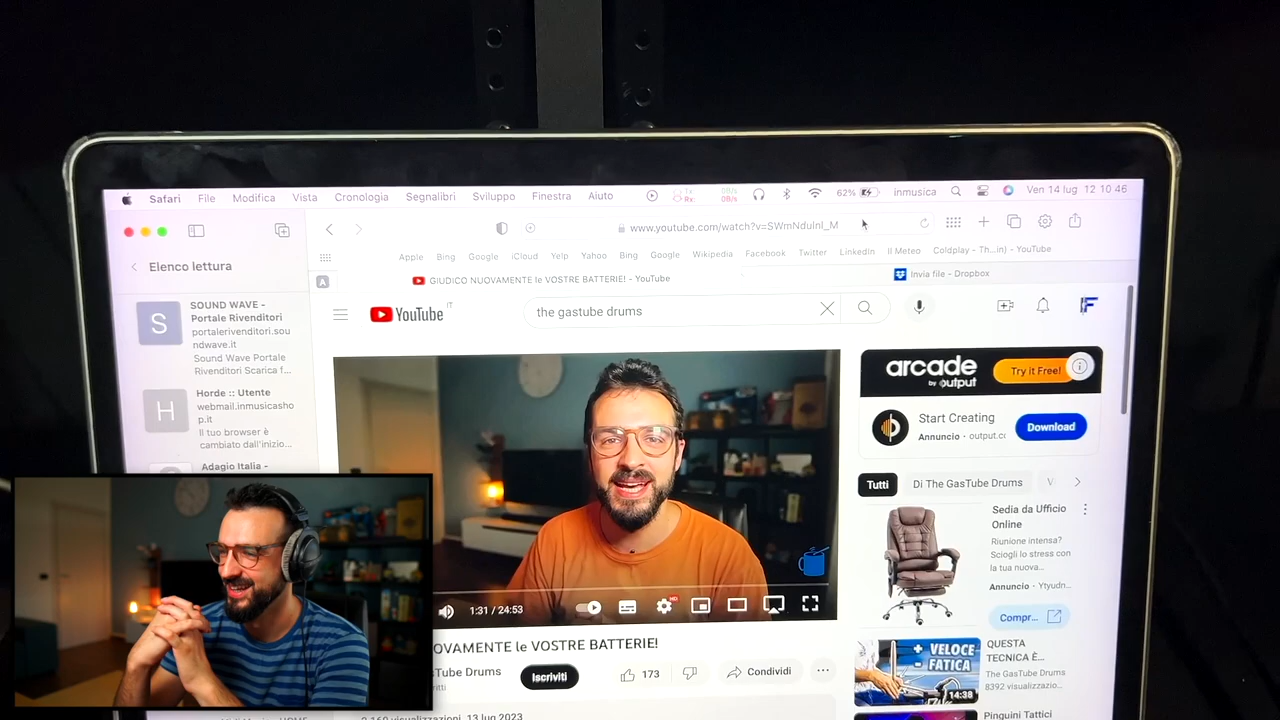 Safari File Modifica Vista Cronologia Segnalibri Sviluppo Finestra Aiuto
62% inmusica Ven 14 lug 12 10 46
www.youtube.com/watch?v=SWmNduInl_M
Apple Bing Google iCloud Yelp Yahoo Bing Google Wikipedia Facebook Twitter LinkedIn Il Meteo Coldplay - Th...in) - YouTube
Elenco lettura
A
GIUDICO NUOVAMENTE le VOSTRE BATTERIE! - YouTube
Invia file - Dropbox
S
SOUND WAVE -
Portale Rivenditori
portalerivenditori.sou
ndwave.it
Sound Wave Portale
Rivenditori Scarica f...
YouTube IT
the gastube drums
H
Horde :: Utente
webmail.inmusicasho
p.it
Il tuo browser è
cambiato dall'inizio...
Adagio Italia -
arcade
by output
Try it Free!
Start Creating
Annuncio · output.cc
Download
Tutti
Di The GasTube Drums
Sedia da Ufficio
Online
Riunione intensa?
Sciogli lo stress con
la tua nuova...
Annuncio · Ytyudn...
Compr...
1:31 / 24:53
HD
OVAMENTE le VOSTRE BATTERIE!
Tube Drums
Iscriviti
173
Condividi
VELOCE
FATICA
14:38
QUESTA
TECNICA È...
The GasTube Drums
8392 visualizzazio...
Pinguini Tattici
visualizzazioni 13 lug 2023